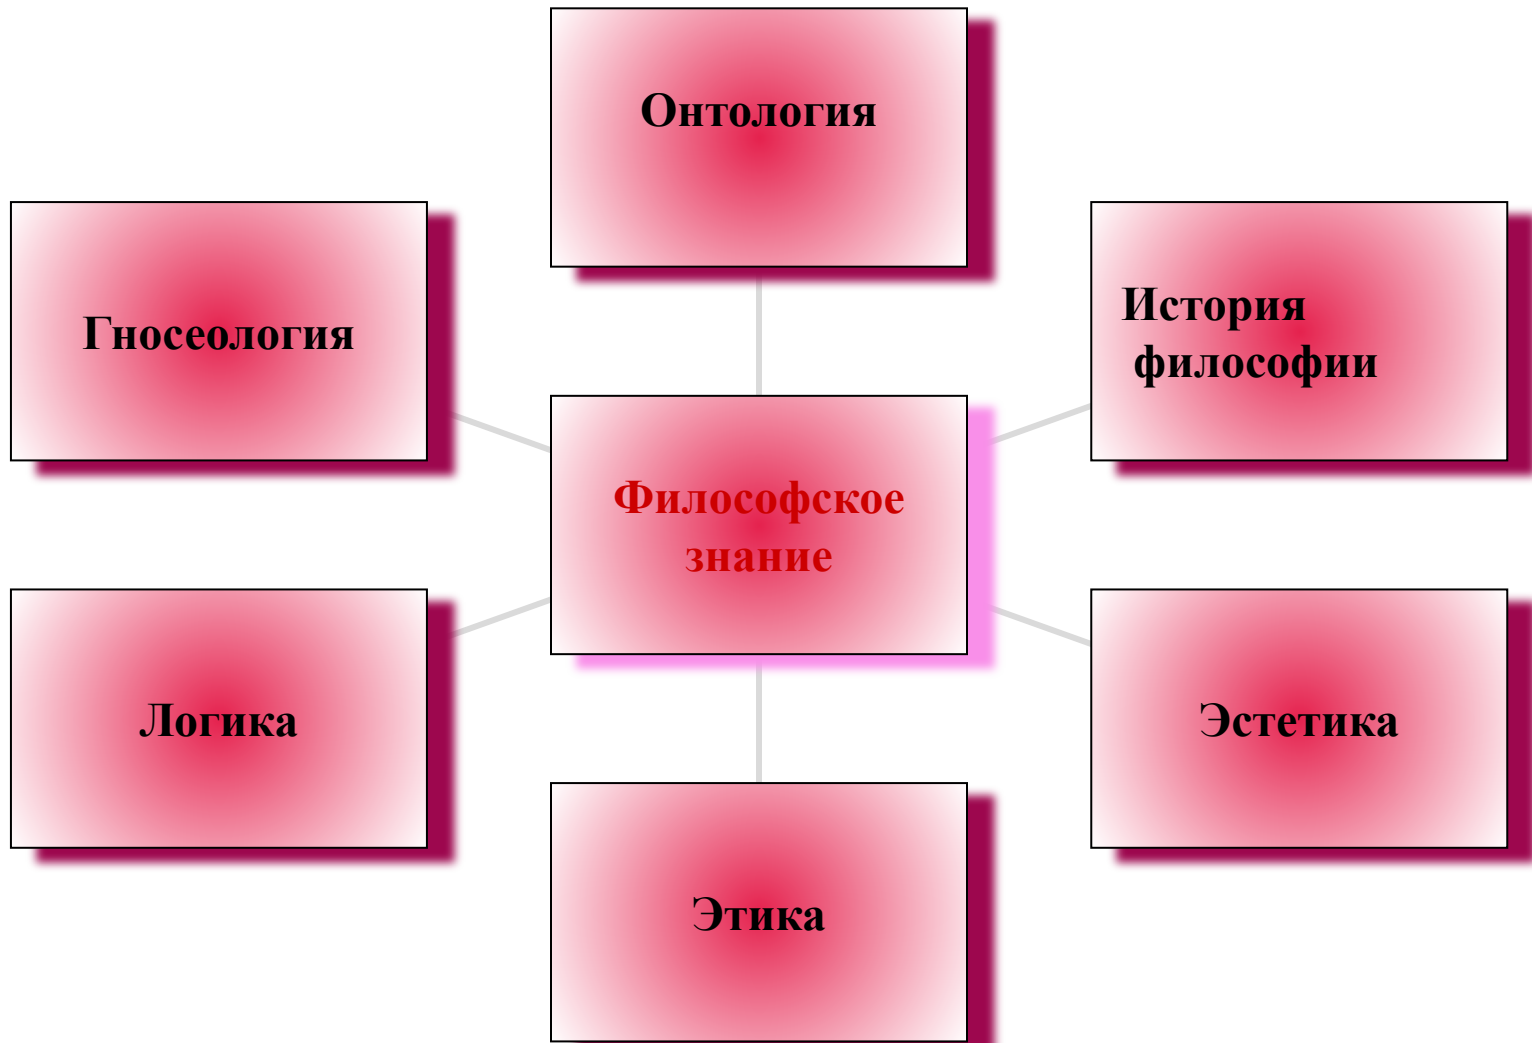 Онтология
Гносеология
История
философии
Философское
знание
Логика
Эстетика
Этика